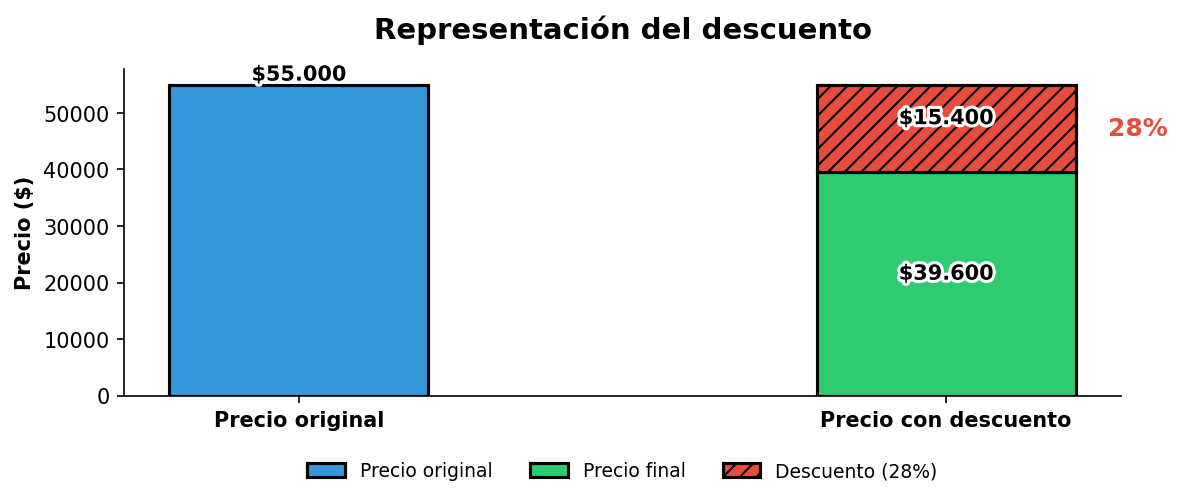 Representación del descuento
Precio ($)
50000
40000
30000
20000
10000
0
$55.000
$15.400
28%
$39.600
Precio original
Precio con descuento
Precio original
Precio final
Descuento (28%)